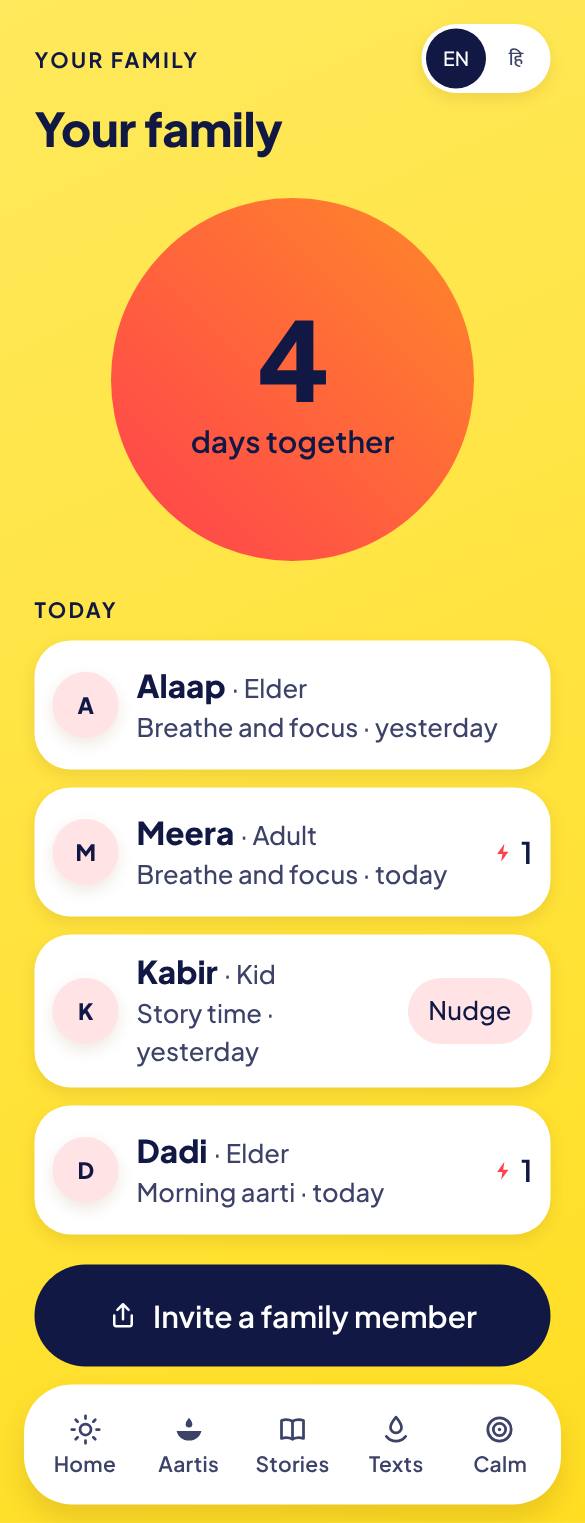 YOUR FAMILY
EN हि
Your family
4
days together
TODAY
A
Alaap · Elder
Breathe and focus · yesterday
M
Meera · Adult
Breathe and focus · today
1
K
Kabir · Kid
Story time ·
yesterday
Nudge
D
Dadi · Elder
Morning aarti · today
1
Invite a family member
Home Aartis Stories Texts Calm